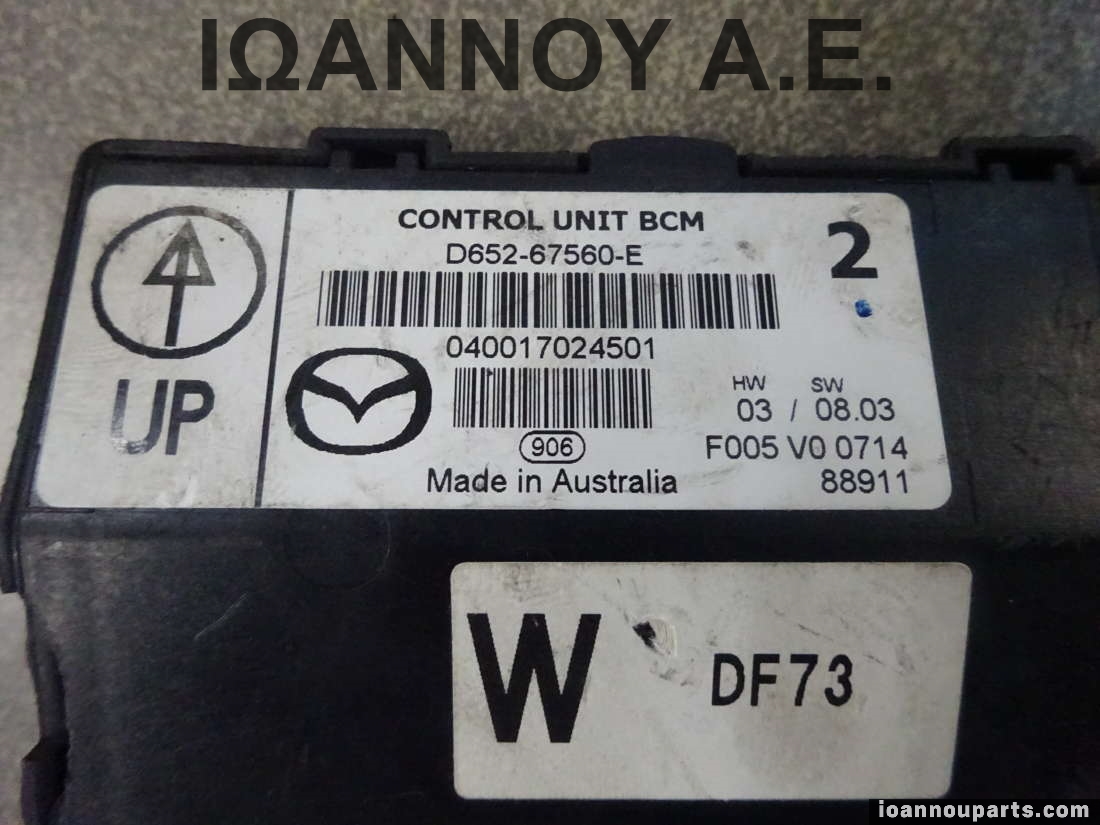 ΙΩΑΝΝΟΥ Α.Ε.
UP
CONTROL UNIT BCM
D652-67560-E
2
040017024501
906
Made in Australia
HW SW
03 / 08.03
F005 V0 0714
88911
W DF73
ioannouparts.com